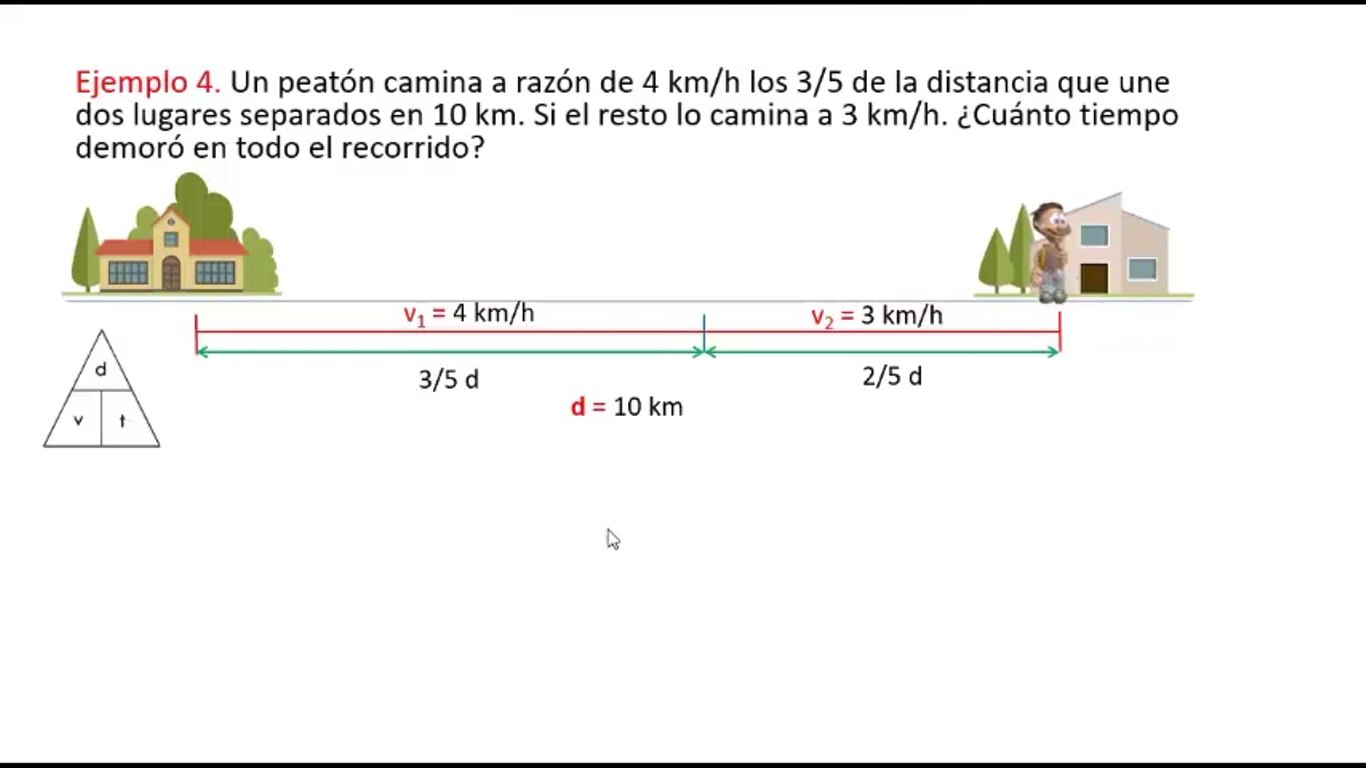 Ejemplo 4. Un peatón camina a razón de 4 km/h los 3/5 de la distancia que une
dos lugares separados en 10 km. Si el resto lo camina a 3 km/h. ¿Cuánto tiempo
demoró en todo el recorrido?
v₁ = 4 km/h
v₂ = 3 km/h
3/5 d
2/5 d
d = 10 km
d
v t